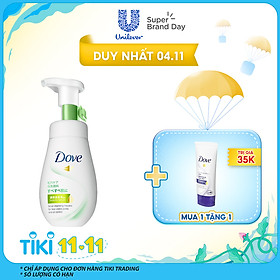 Unilever
Super
Brand Day
DUY NHẤT 04.11
TRỊ GIÁ
35K
Dove
Dove
MUA 1 TẶNG 1
TIKI 11•11
* CHỈ ÁP DỤNG CHO ĐƠN HÀNG TIKI TRADING
* SỐ LƯỢNG CÓ HẠN